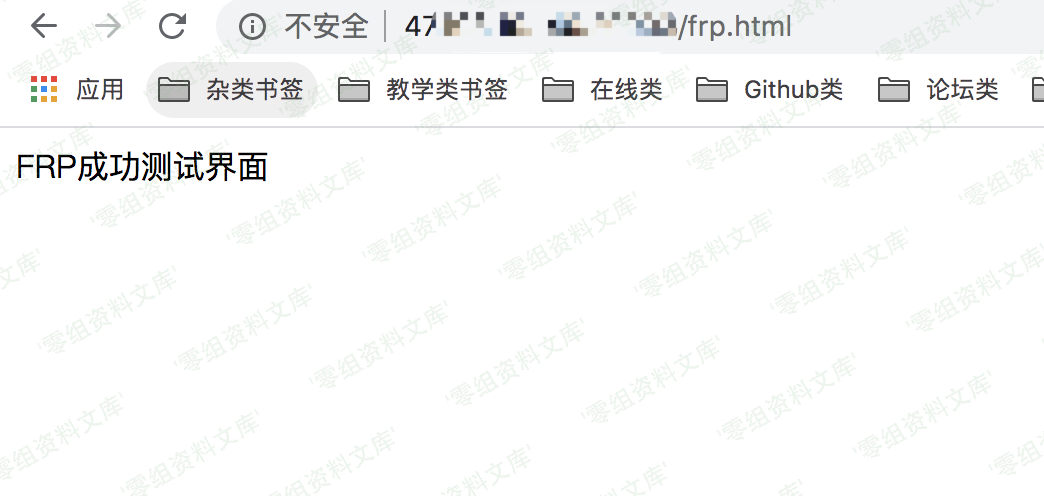 不安全 47 /frp.html
应用 杂类书签 教学类书签 在线类 Github类 论坛类
FRP成功测试界面
'零组资料文库'